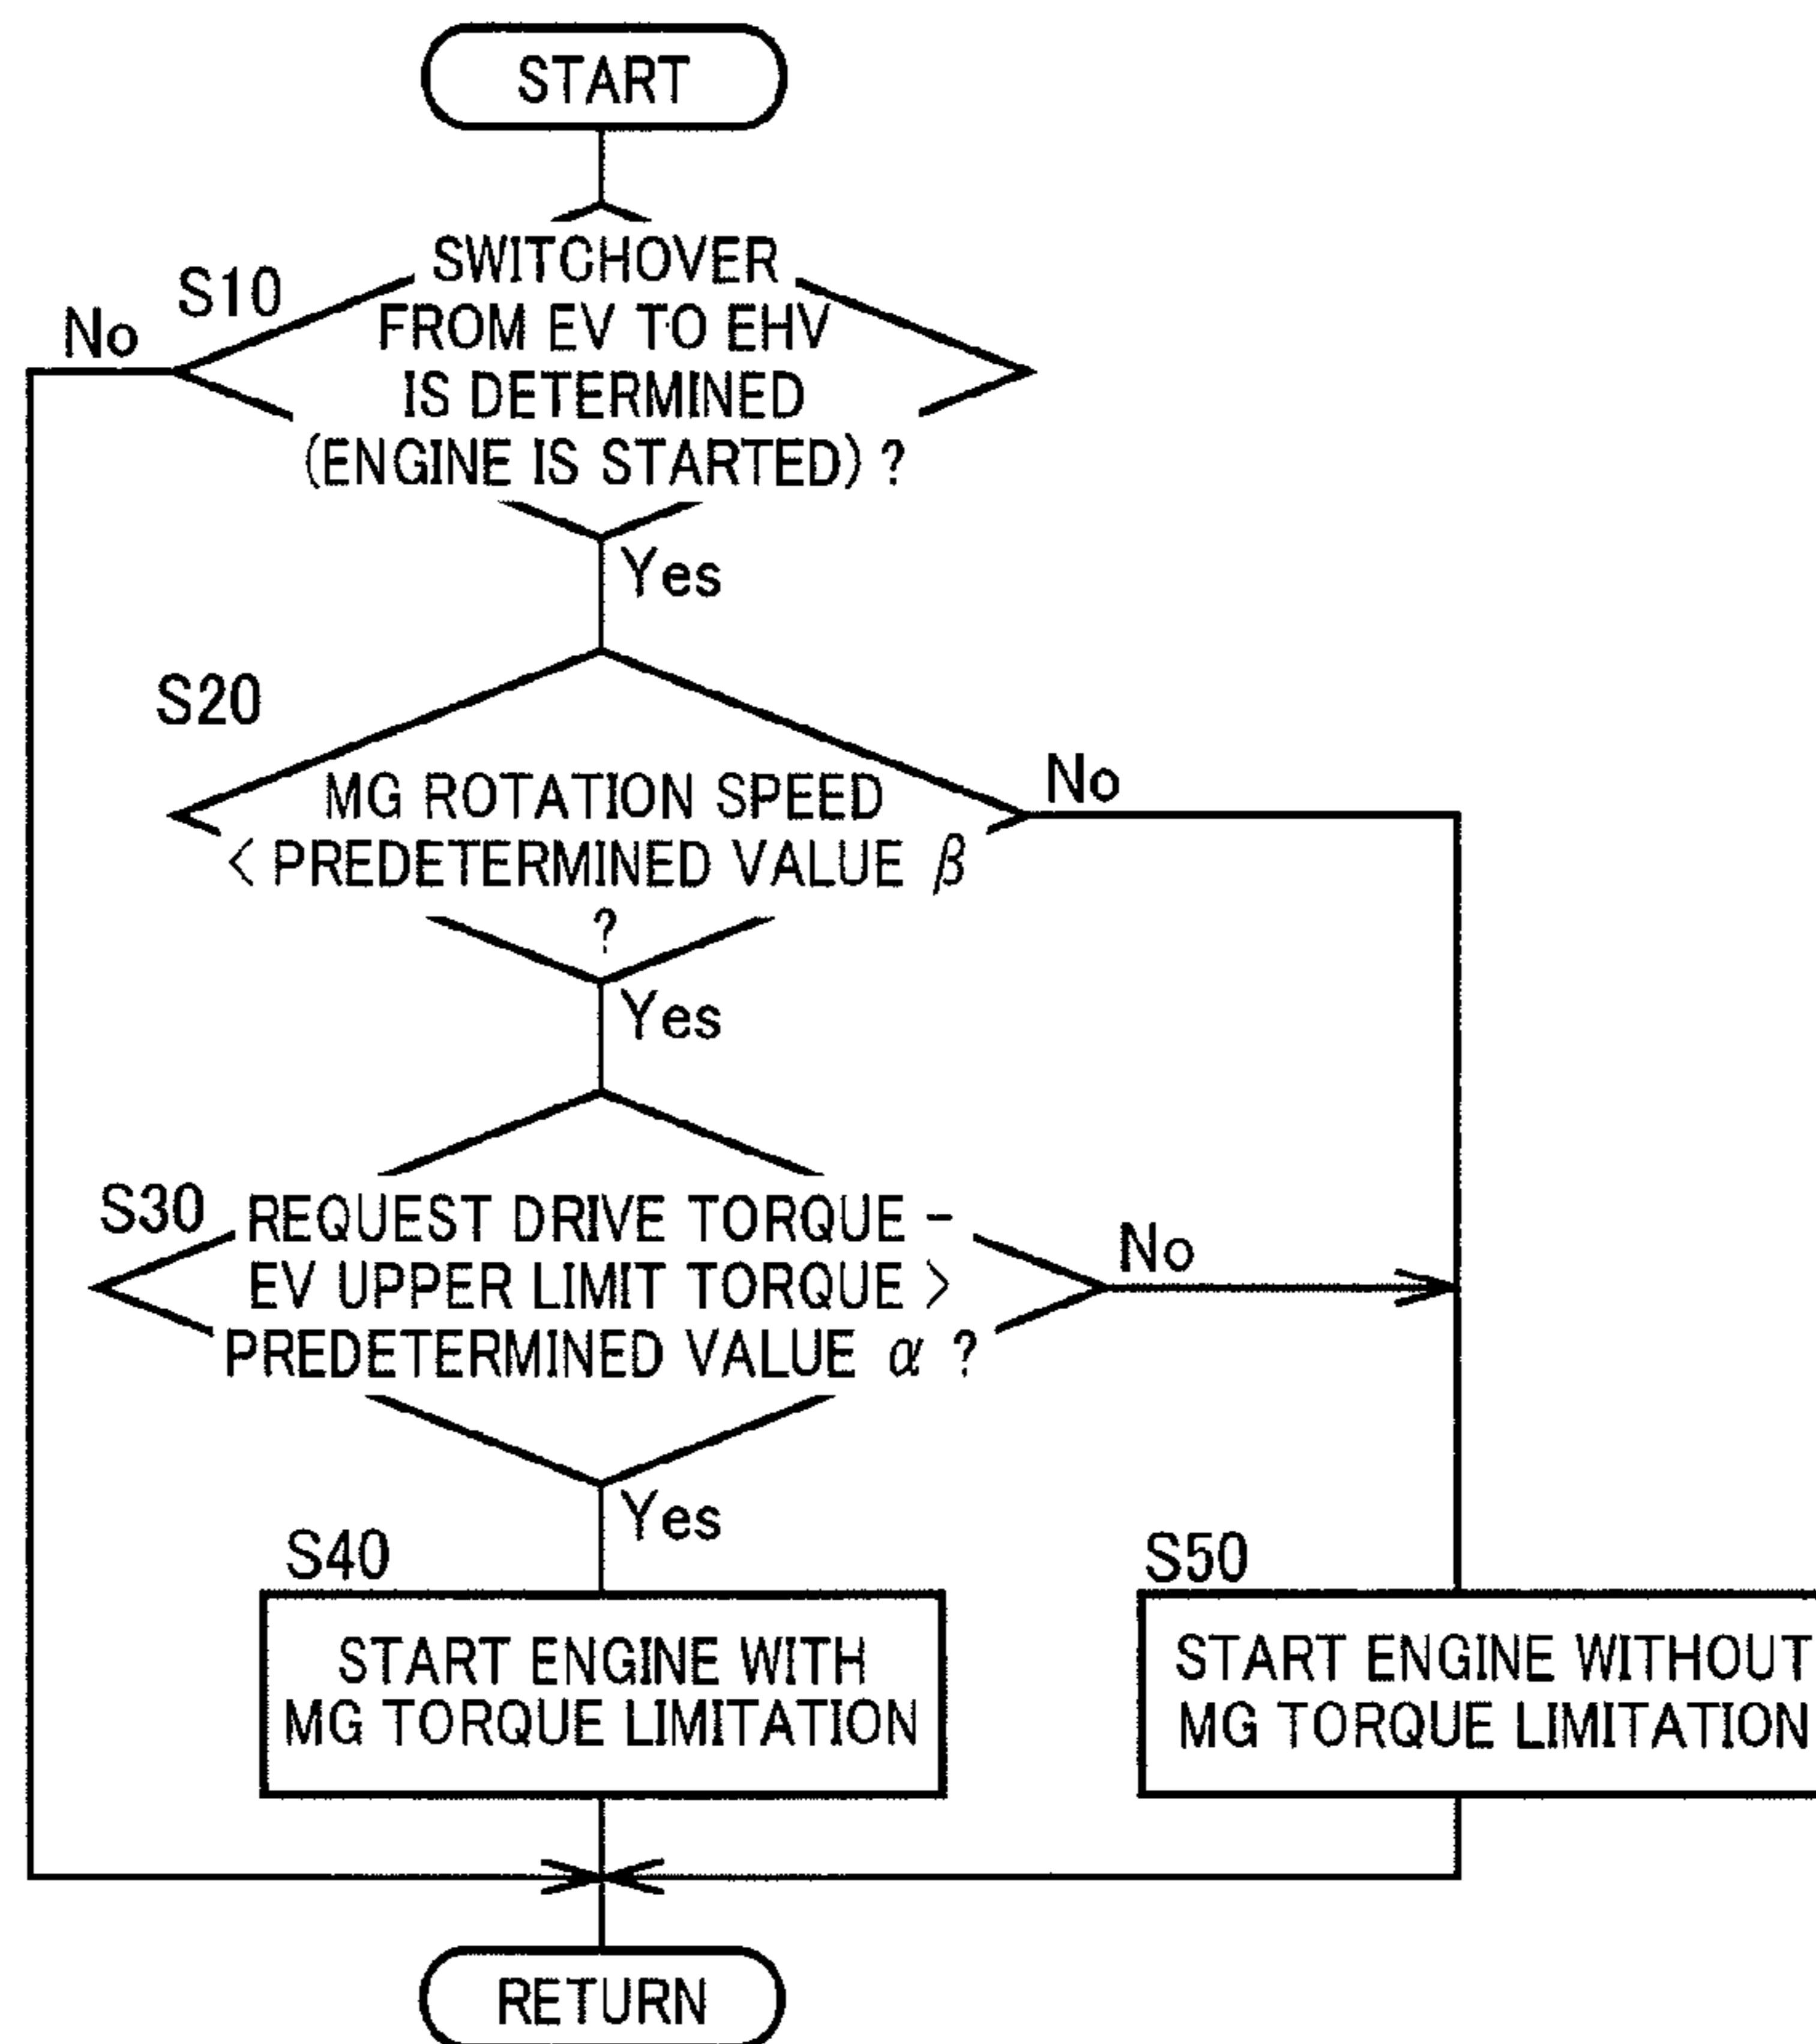 START
S10
No
SWITCHOVER
FROM EV TO EHV
IS DETERMINED
(ENGINE IS STARTED) ?
Yes
S20
No
MG ROTATION SPEED
< PREDETERMINED VALUE β
?
Yes
S30
REQUEST DRIVE TORQUE -
EV UPPER LIMIT TORQUE >
PREDETERMINED VALUE α ?
No
Yes
S40
START ENGINE WITH
MG TORQUE LIMITATION
S50
START ENGINE WITHOUT
MG TORQUE LIMITATION
RETURN